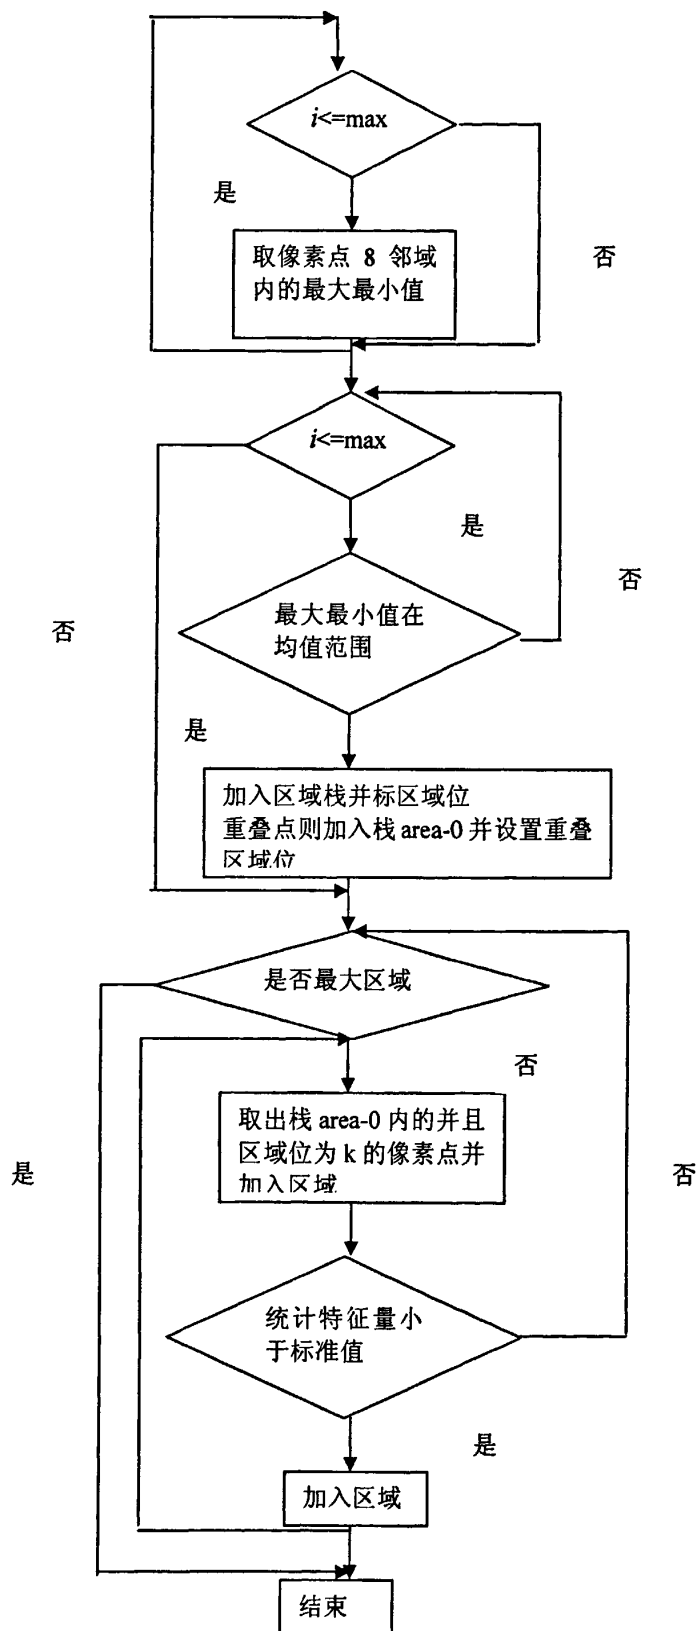 i<=max
是
取像素点 8 邻域
内的最大最小值
否
i<=max
是
否
最大最小值在
均值范围
否
是
加入区域栈并标区域位
重叠点则加入栈 area-0 并设置重叠
区域位
是否最大区域
否
取出栈 area-0 内的并且
区域位为 k 的像素点并
加入区域
是
否
统计特征量小
于标准值
是
加入区域
结束